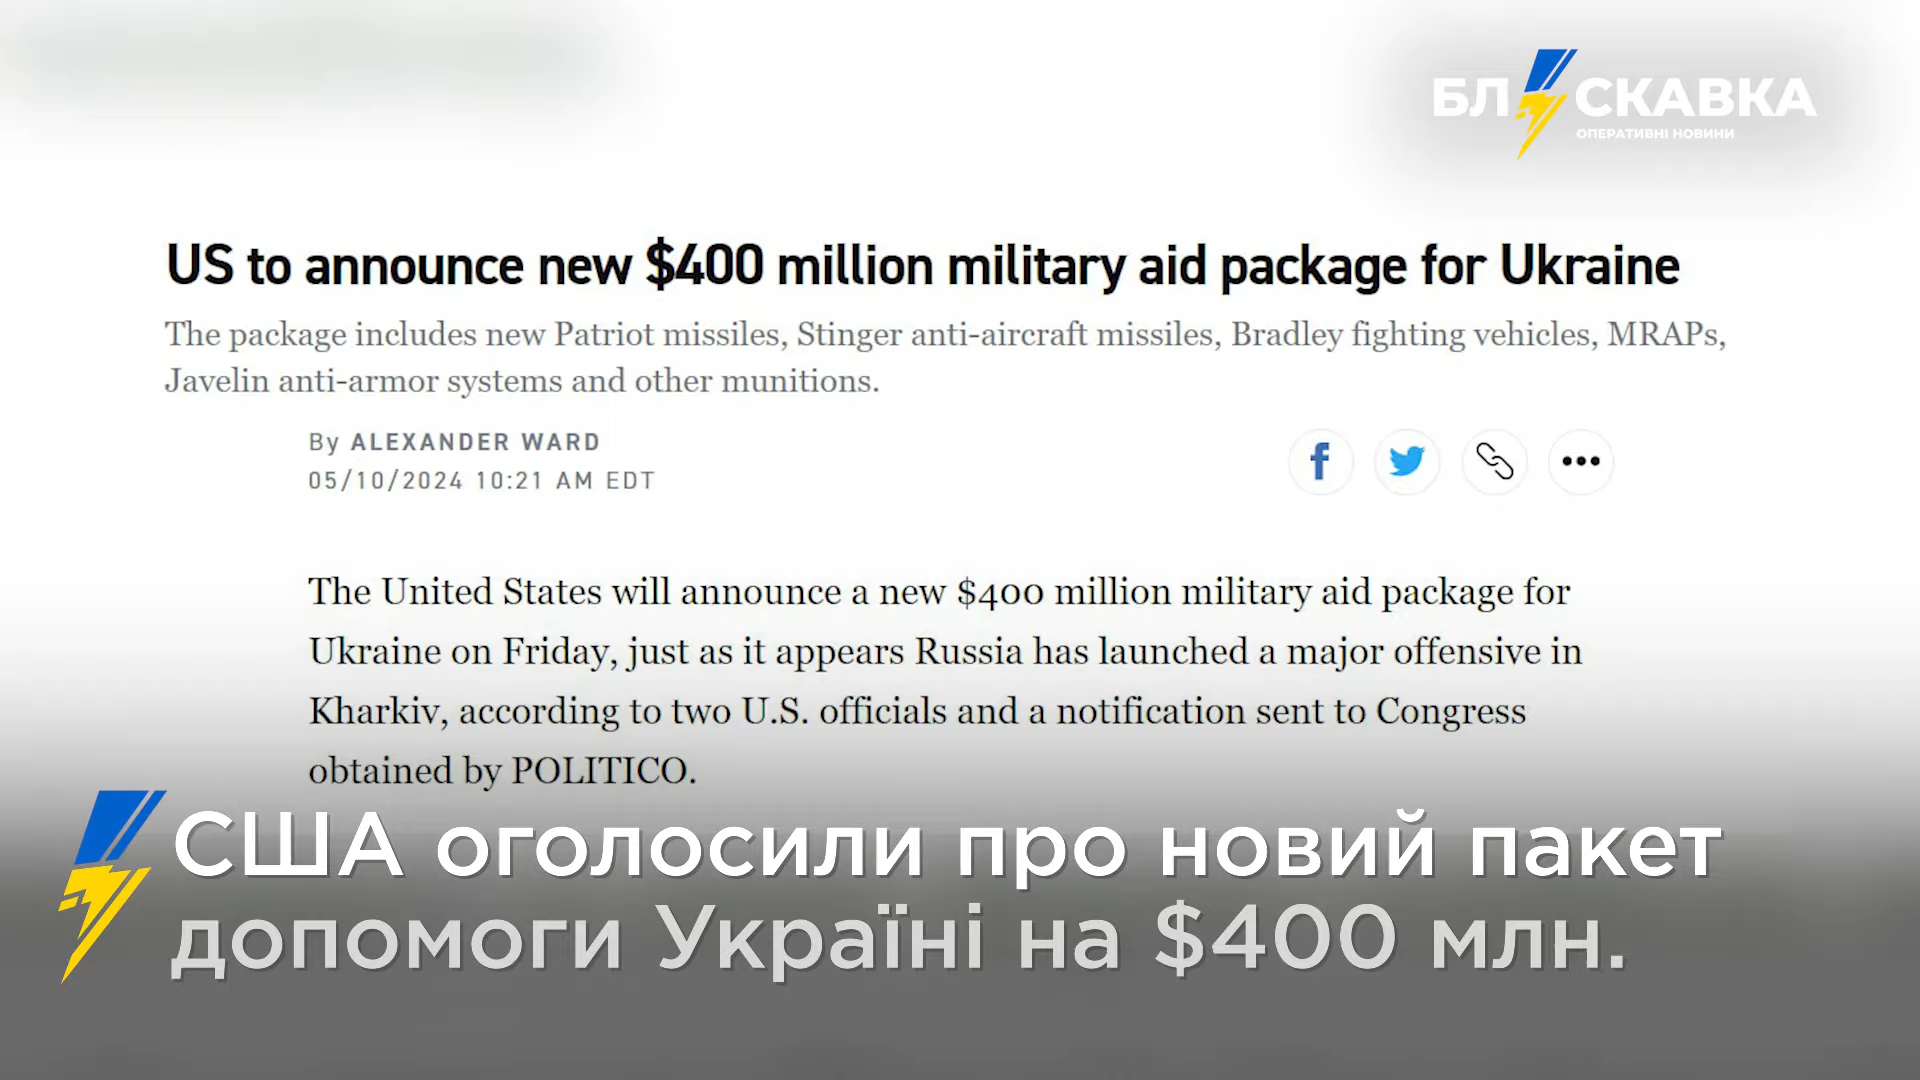 БЛИСКАВКА
ОПЕРАТИВНІ НОВИНИ
US to announce new $400 million military aid package for Ukraine
The package includes new Patriot missiles, Stinger anti-aircraft missiles, Bradley fighting vehicles, MRAPs,
Javelin anti-armor systems and other munitions.
By ALEXANDER WARD
05/10/2024 10:21 AM EDT
The United States will announce a new $400 million military aid package for
Ukraine on Friday, just as it appears Russia has launched a major offensive in
Kharkiv, according to two U.S. officials and a notification sent to Congress
obtained by POLITICO.
США оголосили про новий пакет
допомоги Україні на $400 млн.